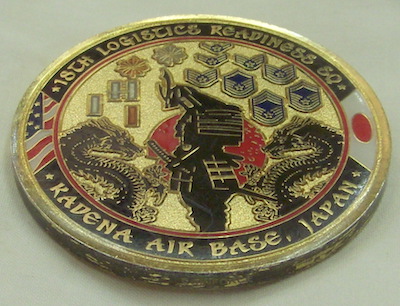 18TH LOGISTICS READINESS SQ
KADENA AIR BASE, JAPAN